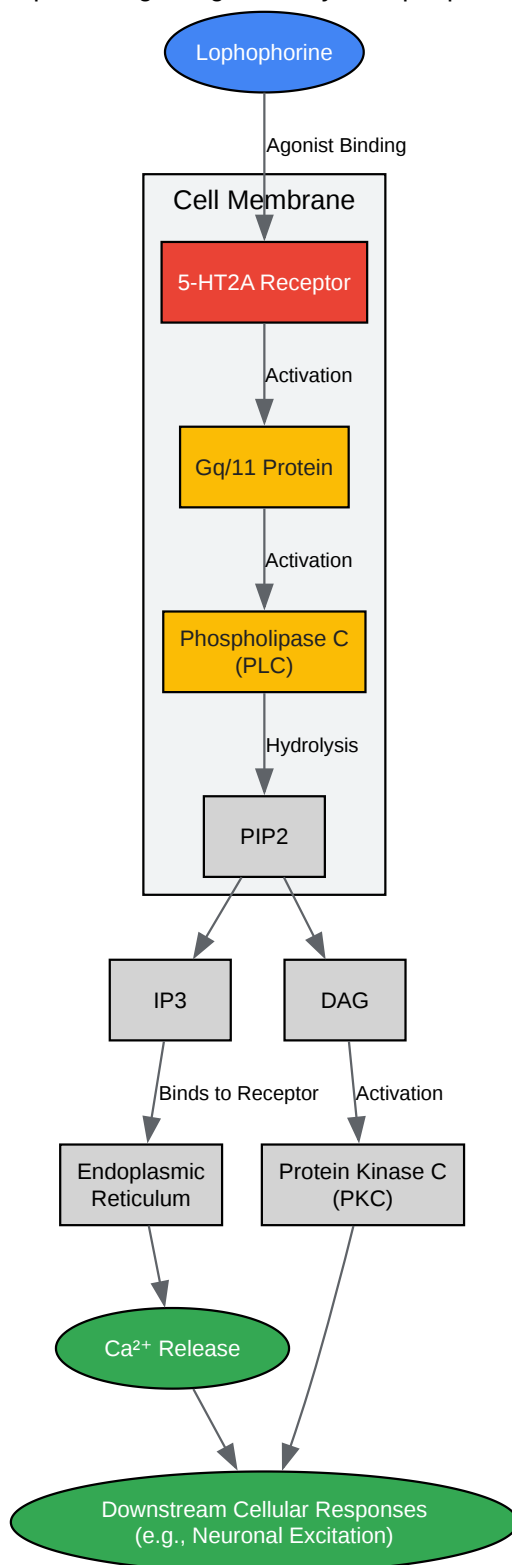 Lophophorine
Agonist Binding
Cell Membrane
5-HT2A Receptor
Activation
Gq/11 Protein
Activation
Phospholipase C
(PLC)
Hydrolysis
PIP2
IP3
DAG
Binds to Receptor
Activation
Endoplasmic
Reticulum
Protein Kinase C
(PKC)
Ca²⁺ Release
Downstream Cellular Responses
(e.g., Neuronal Excitation)